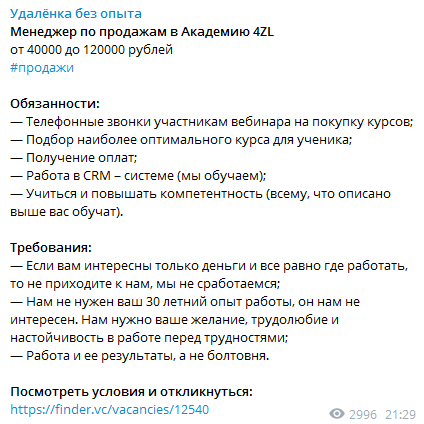 Удалёнка без опыта
Менеджер по продажам в Академию 4ZL
от 40000 до 120000 рублей
#продажи
Обязанности:
— Телефонные звонки участникам вебинара на покупку курсов;
— Подбор наиболее оптимального курса для ученика;
— Получение оплат;
— Работа в CRM – системе (мы обучаем);
— Учиться и повышать компетентность (всему, что описано
выше вас обучат).
Требования:
— Если вам интересны только деньги и все равно где работать,
то не приходите к нам, мы не сработаемся;
— Нам не нужен ваш 30 летний опыт работы, он нам не
интересен. Нам нужно ваше желание, трудолюбие и
настойчивость в работе перед трудностями;
— Работа и ее результаты, а не болтовня.
Посмотреть условия и откликнуться:
https://finder.vc/vacancies/12540
2996 21:29